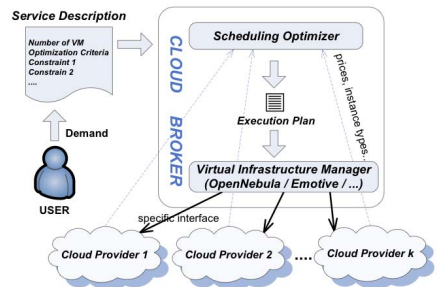 Service Description
Number of VM
Optimization Criteria
Constraint 1
Constrain 2
....
Demand
USER
CLOUD BROKER
Scheduling Optimizer
Execution Plan
Virtual Infrastructure Manager
(OpenNebula / Emotive / ...)
prices, instance types...
specific interface
Cloud Provider 1
Cloud Provider 2
....
Cloud Provider k